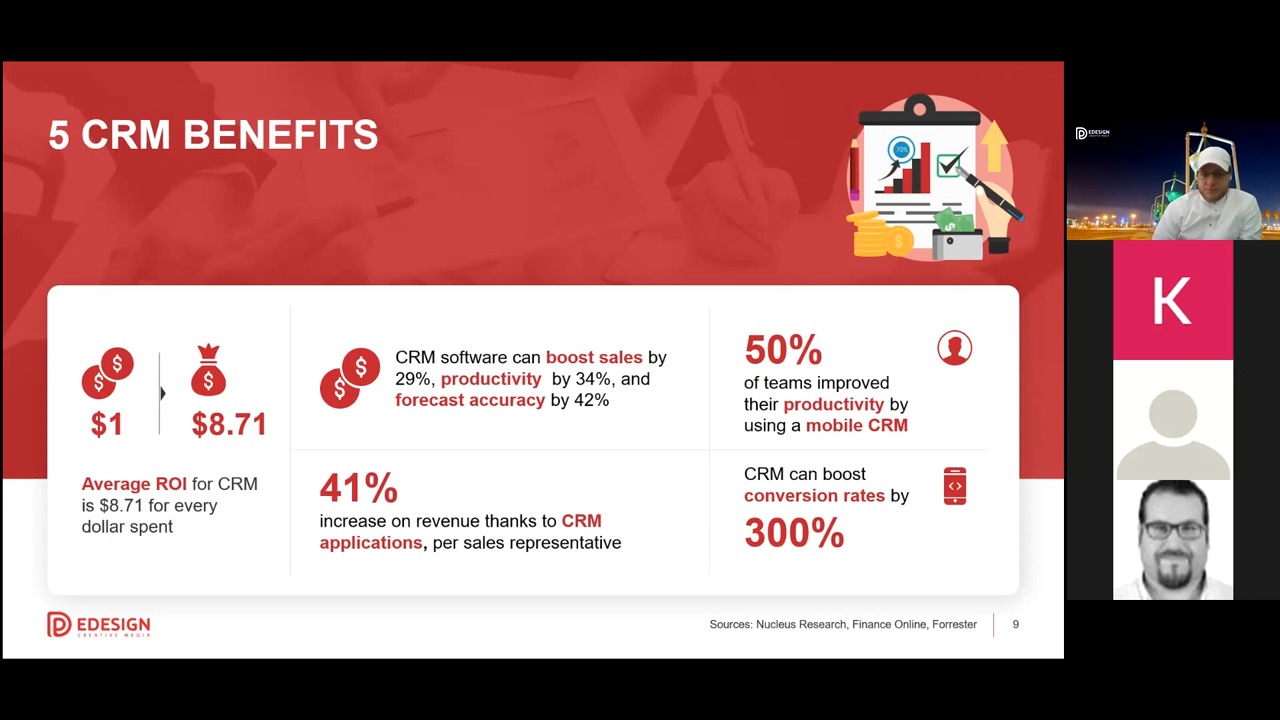 5 CRM BENEFITS
70%
$ $
$
$1
$8.71
Average ROI for CRM
is $8.71 for every
dollar spent
$ $
CRM software can boost sales by
29%, productivity by 34%, and
forecast accuracy by 42%
41%
increase on revenue thanks to CRM
applications, per sales representative
50%
of teams improved
their productivity by
using a mobile CRM
CRM can boost
conversion rates by
300%
EDESIGN
CREATIVE MEDIA
Sources: Nucleus Research, Finance Online, Forrester
9
EDESIGN
K